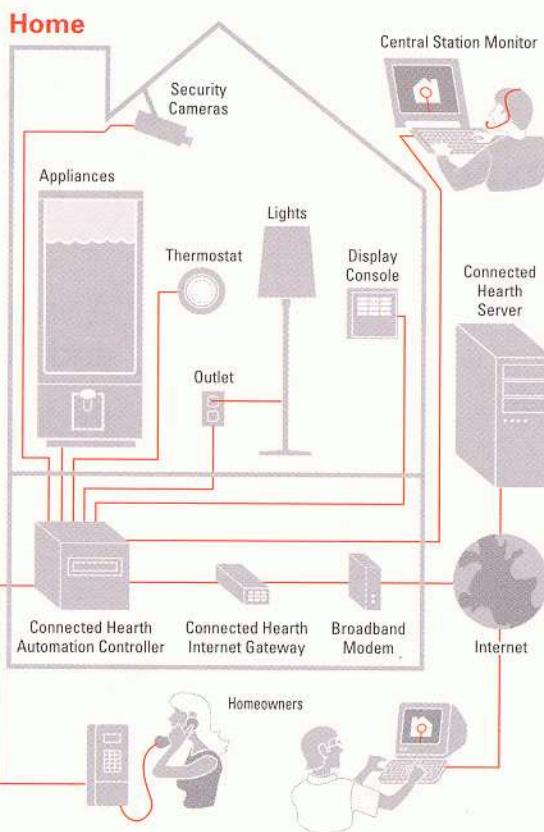 Home
Central Station Monitor
Security
Cameras
Appliances
Lights
Thermostat
Display
Console
Connected
Hearth
Server
Outlet
Connected Hearth
Automation Controller
Connected Hearth
Internet Gateway
Broadband
Modem
Internet
Homeowners